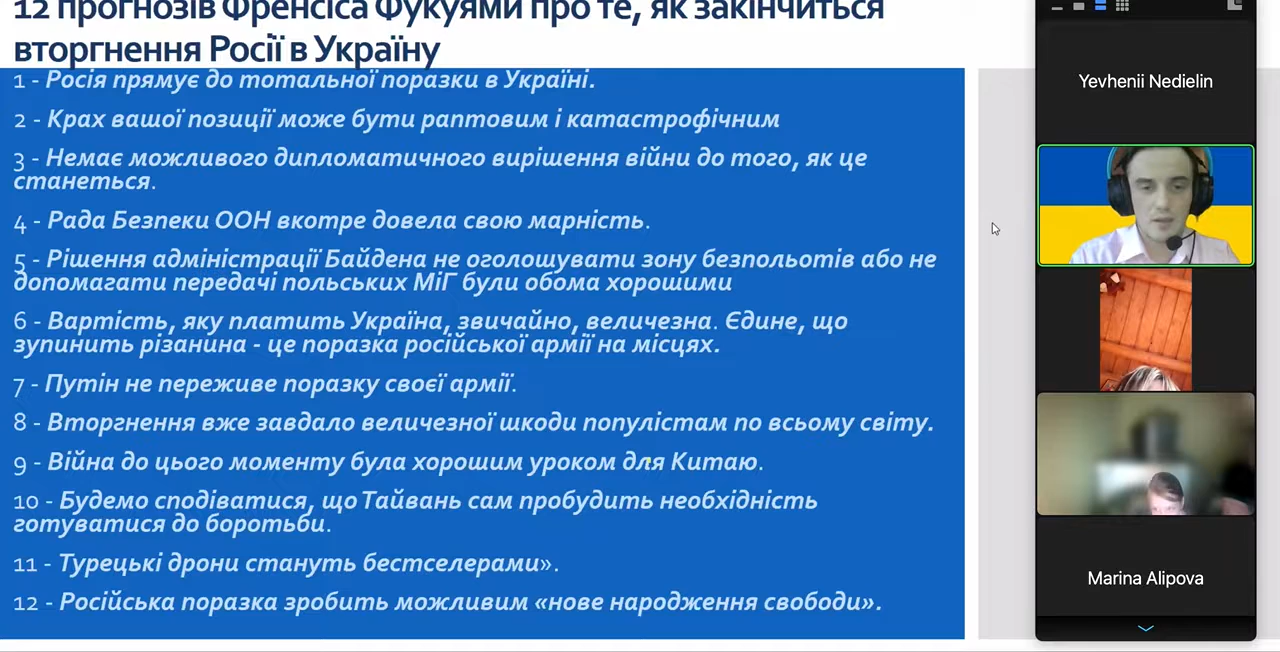 12 прогнозів Френсіса Фукуями про те, як закінчиться
вторгнення Росії в Україну
1 - Росія прямує до тотальної поразки в Україні.
2 - Крах вашої позиції може бути раптовим і катастрофічним
3 - Немає можливого дипломатичного вирішення війни до того, як це
станеться.
4 - Рада Безпеки ООН вкотре довела свою марність.
5 - Рішення адміністрації Байдена не оголошувати зону безпольотів або не
допомагати передачі польських МіГ були обома хорошими
6 - Вартість, яку платить Україна, звичайно, величезна. Єдине, що
зупинить різанина - це поразка російської армії на місцях.
7 - Путін не переживе поразку своєї армії.
8 - Вторгнення вже завдало величезної шкоди популістам по всьому світу.
9 - Війна до цього моменту була хорошим уроком для Китаю.
10 - Будемо сподіватися, що Тайвань сам пробудить необхідність
готуватися до боротьби.
11 - Турецькі дрони стануть бестселерами».
12 - Російська поразка зробить можливим «нове народження свободи».
Yevhenii Nedielin
Marina Alipova